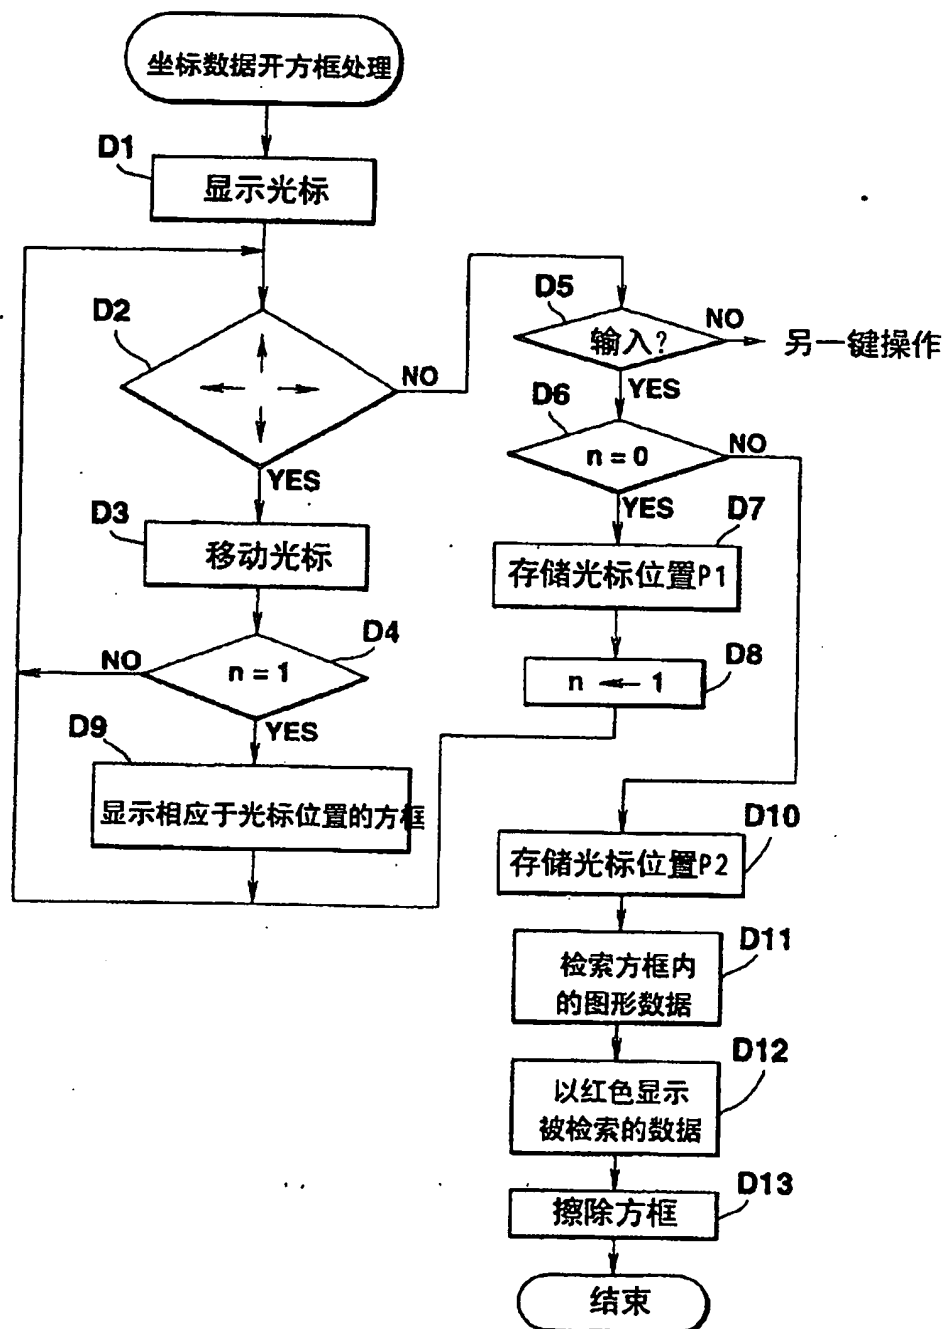 坐标数据开方框处理
D1
显示光标
D2
NO
YES
D3
移动光标
D4
NO
n = 1
YES
D9
显示相应于光标位置的方框
D5
输入?
NO
另一键操作
YES
D6
n = 0
NO
YES
D7
存储光标位置P1
D8
n ← 1
D10
存储光标位置P2
D11
检索方框内
的图形数据
D12
以红色显示
被检索的数据
D13
擦除方框
结束